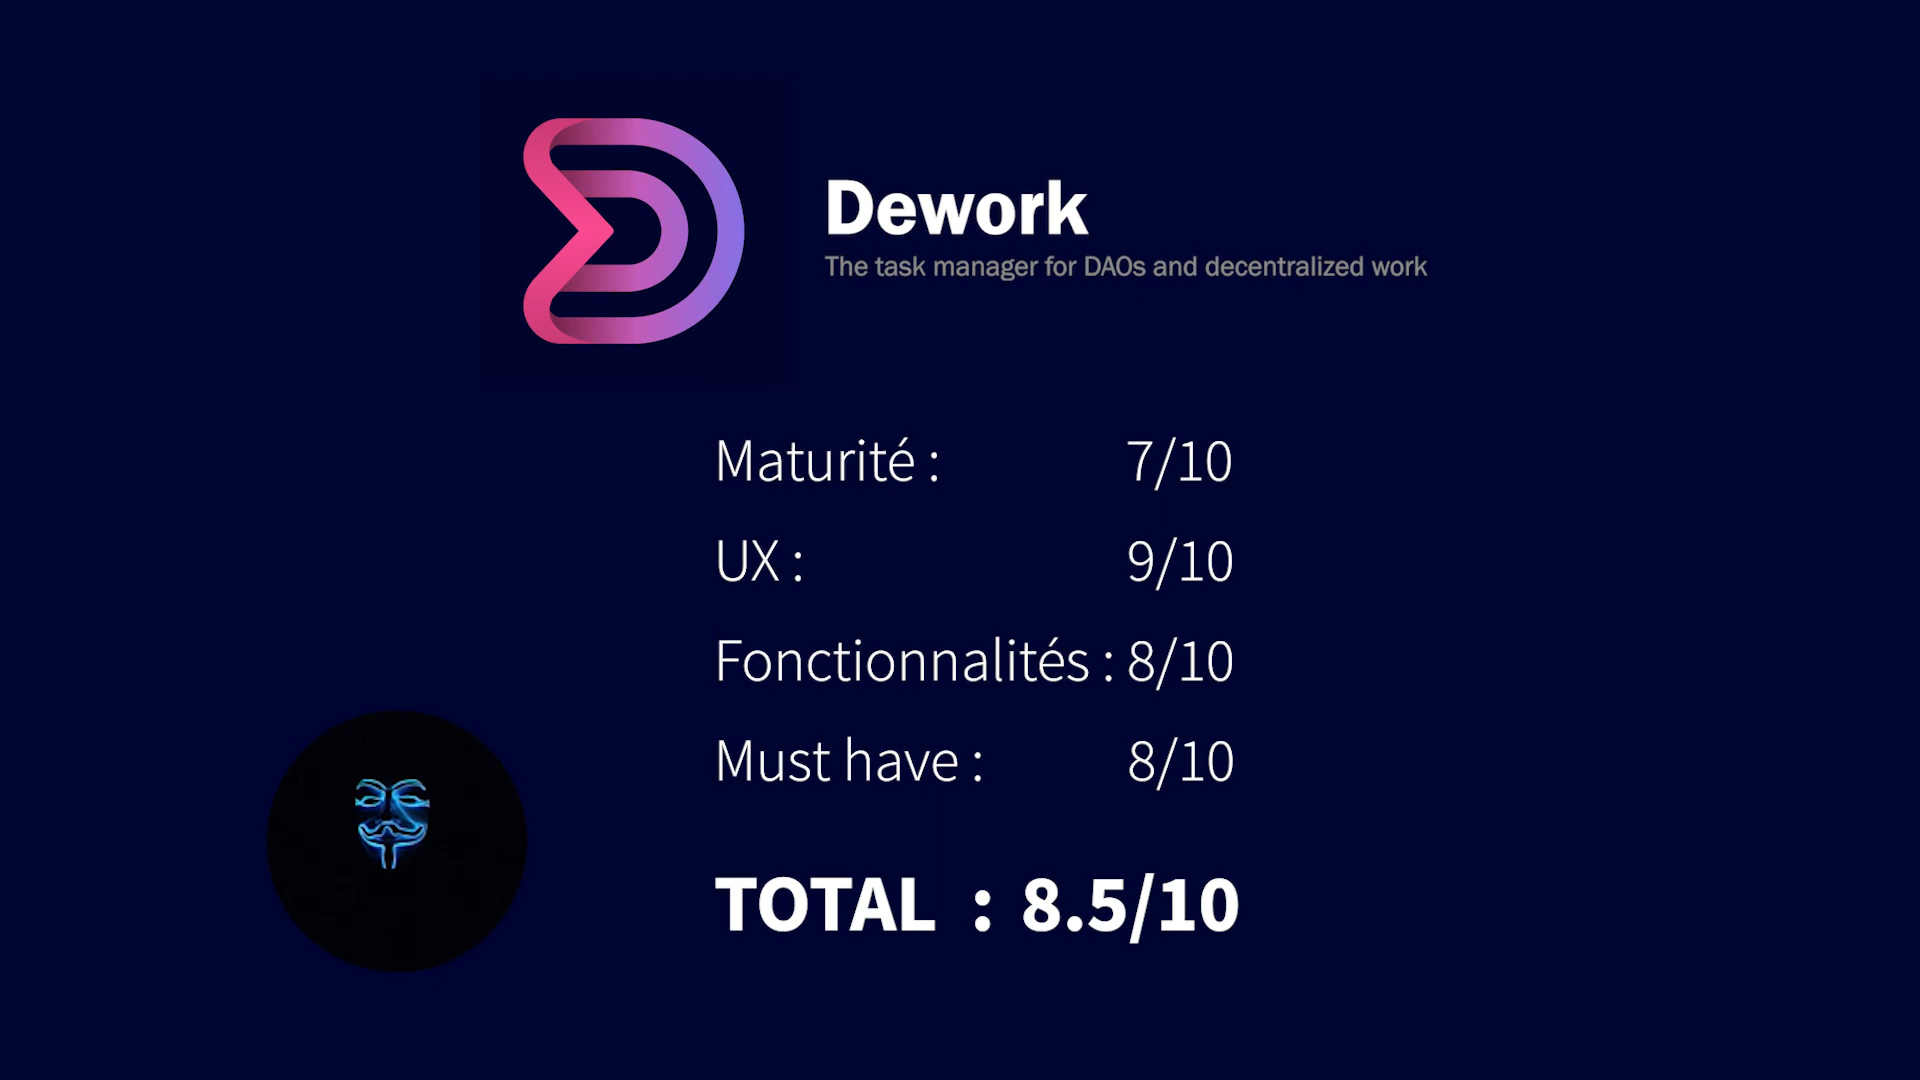 Dework
The task manager for DAOs and decentralized work
Maturité : 7/10
UX : 9/10
Fonctionnalités : 8/10
Must have : 8/10
TOTAL : 8.5/10